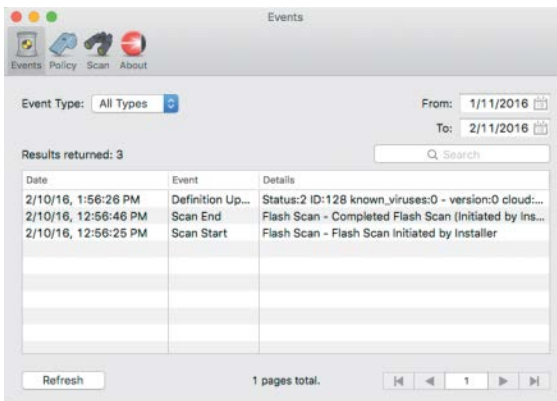 Events
Events Policy Scan About
Event Type: All Types
From: 1/11/2016
To: 2/11/2016
Results returned: 3
Search
Date Event Details
2/10/16, 1:56:26 PM Definition Up... Status:2 ID:128 known_viruses:0 - version:0 cloud:...
2/10/16, 12:56:46 PM Scan End Flash Scan - Completed Flash Scan (Initiated by Ins...
2/10/16, 12:56:25 PM Scan Start Flash Scan - Flash Scan Initiated by Installer
Refresh 1 pages total. 1